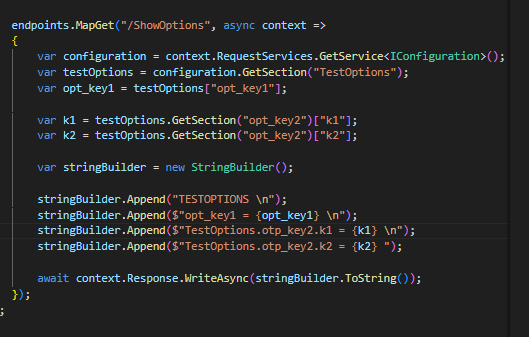 endpoints.MapGet("/ShowOptions", async context =>
{
var configuration = context.RequestServices.GetService<IConfiguration>();
var testOptions = configuration.GetSection("TestOptions");
var opt_key1 = testOptions["opt_key1"];
var k1 = testOptions.GetSection("opt_key2")["k1"];
var k2 = testOptions.GetSection("opt_key2")["k2"];
var stringBuilder = new StringBuilder();
stringBuilder.Append("TESTOPTIONS \n");
stringBuilder.Append($"opt_key1 = {opt_key1} \n");
stringBuilder.Append($"TestOptions.otp_key2.k1 = {k1} \n");
stringBuilder.Append($"TestOptions.otp_key2.k2 = {k2} ");
await context.Response.WriteAsync(stringBuilder.ToString());
});
;